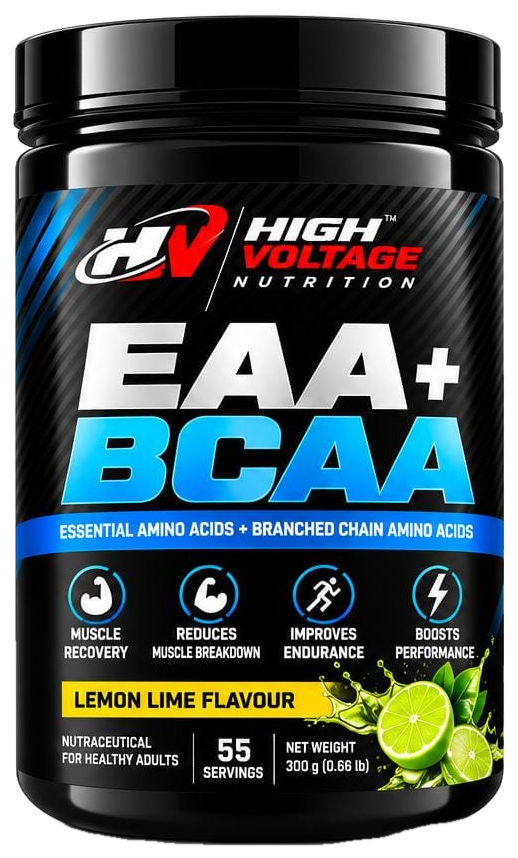 HV
HIGH™
VOLTAGE
NUTRITION
EAA+
BCAA
ESSENTIAL AMINO ACIDS + BRANCHED CHAIN AMINO ACIDS
MUSCLE
RECOVERY
REDUCES
MUSCLE BREAKDOWN
IMPROVES
ENDURANCE
BOOSTS
PERFORMANCE
LEMON LIME FLAVOUR
NUTRACEUTICAL
FOR HEALTHY ADULTS
55
SERVINGS
NET WEIGHT
300 g (0.66 lb)